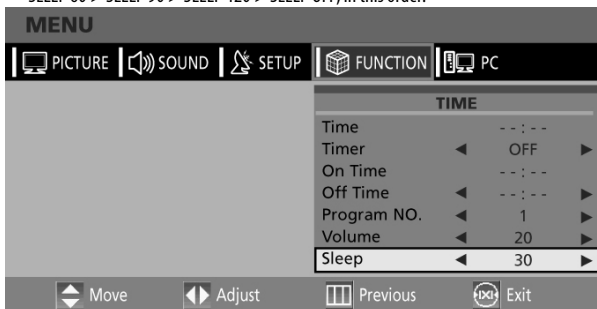 MENU
PICTURE SOUND SETUP FUNCTION PC
TIME
Time --:--
Timer OFF
On Time --:--
Off Time --:--
Program NO. 1
Volume 20
Sleep 30
Move Adjust Previous Exit